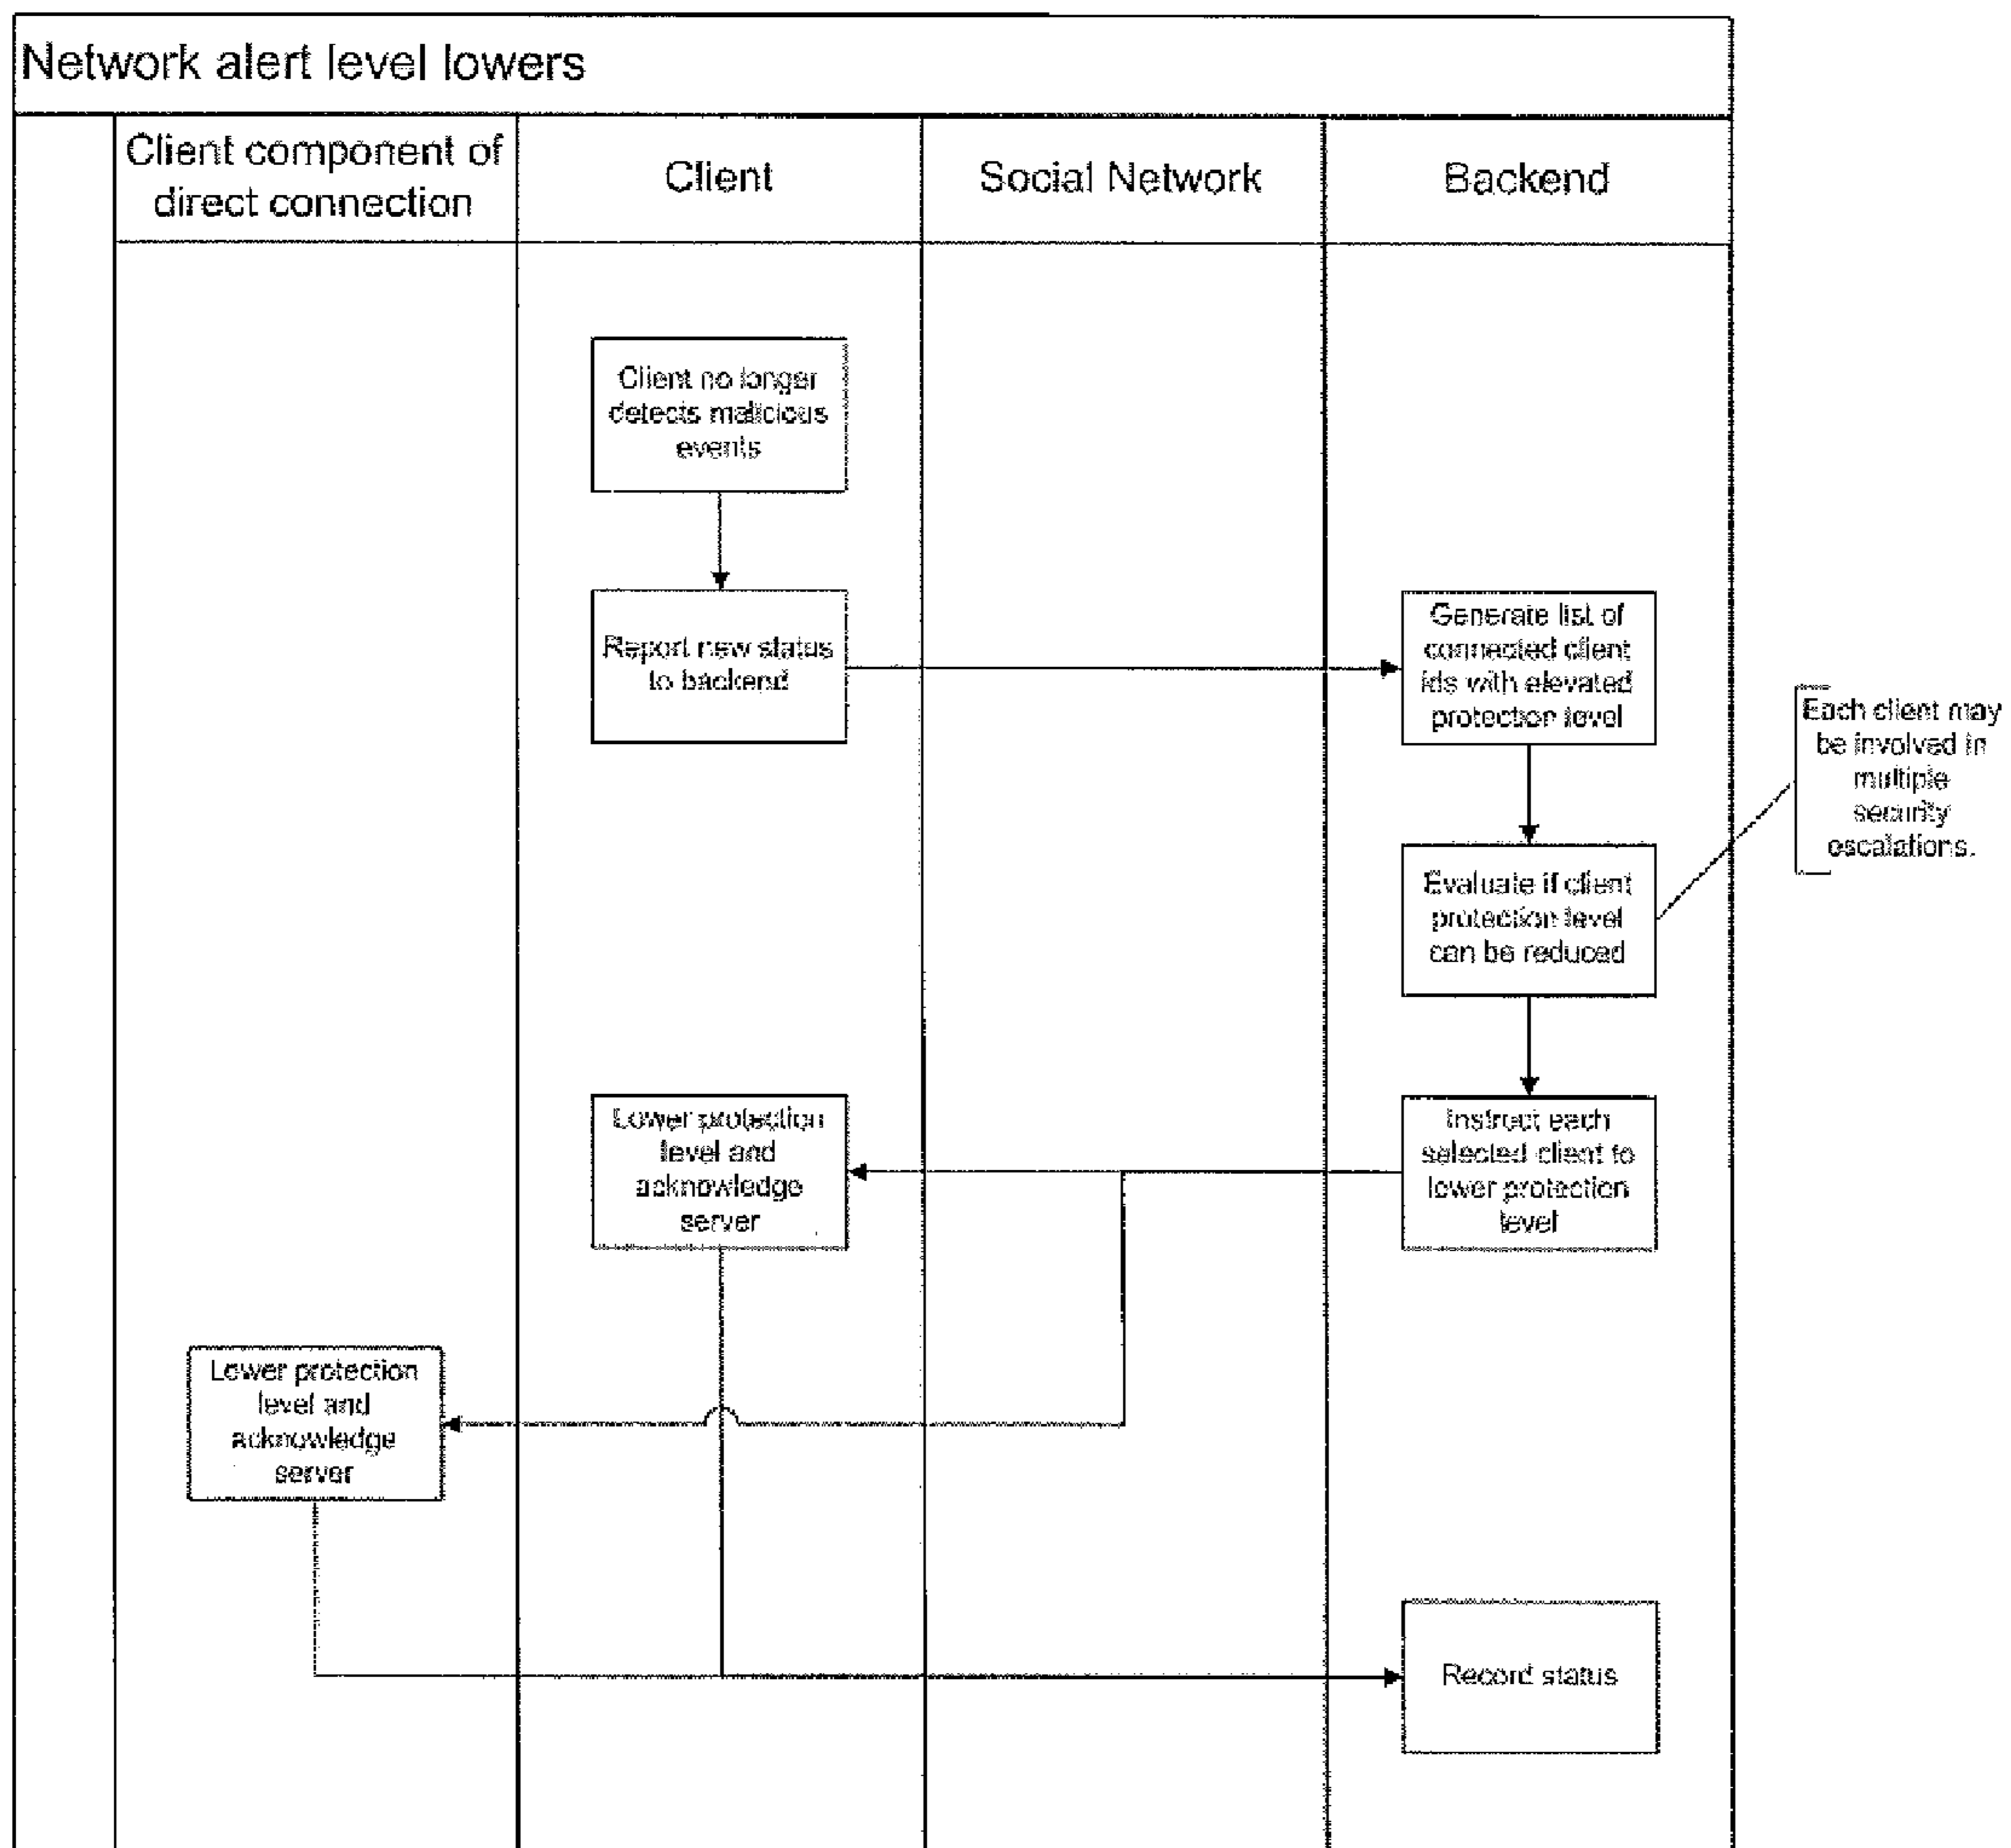 Network alert level lowers
Client component of
direct connection
Client
Social Network
Backend
Client no longer
detects malicious
events
Report new status
to backend
Generate list of
connected client
ids with elevated
protection level
Each client may
be involved in
multiple
security
escalations.
Evaluate if client
protection level
can be reduced
Lower protection
level and
acknowledge
server
Instruct each
selected client to
lower protection
level
Lower protection
level and
acknowledge
server
Record status